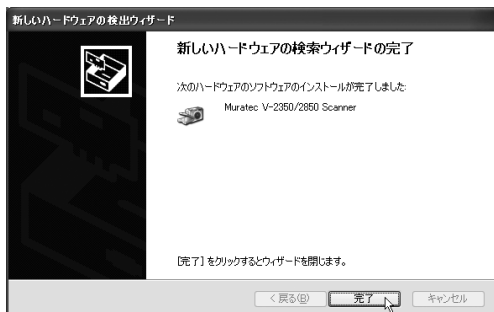 新しいハードウェアの検出ウィザード
新しいハードウェアの検索ウィザードの完了
次のハードウェアのソフトウェアのインストールが完了しました:
Muratec V-2350/2850 Scanner
[完了] をクリックするとウィザードを閉じます。
< 戻る(B)
完了
キャンセル